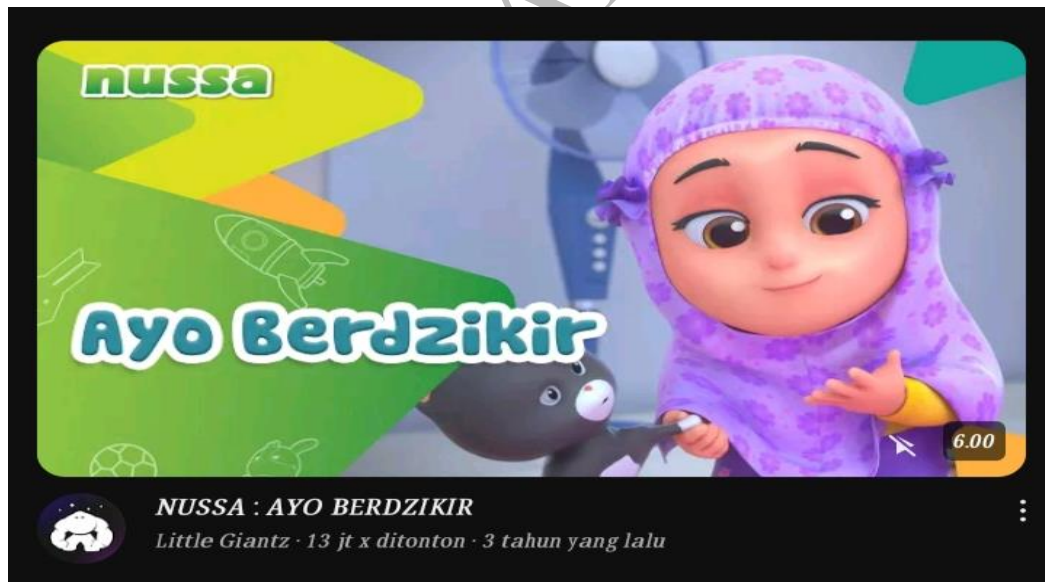 nussa
Ayo Berdzikir
6.00
NUSSA : AYO BERDZIKIR
Little Giantz · 13 jt x ditonton · 3 tahun yang lalu